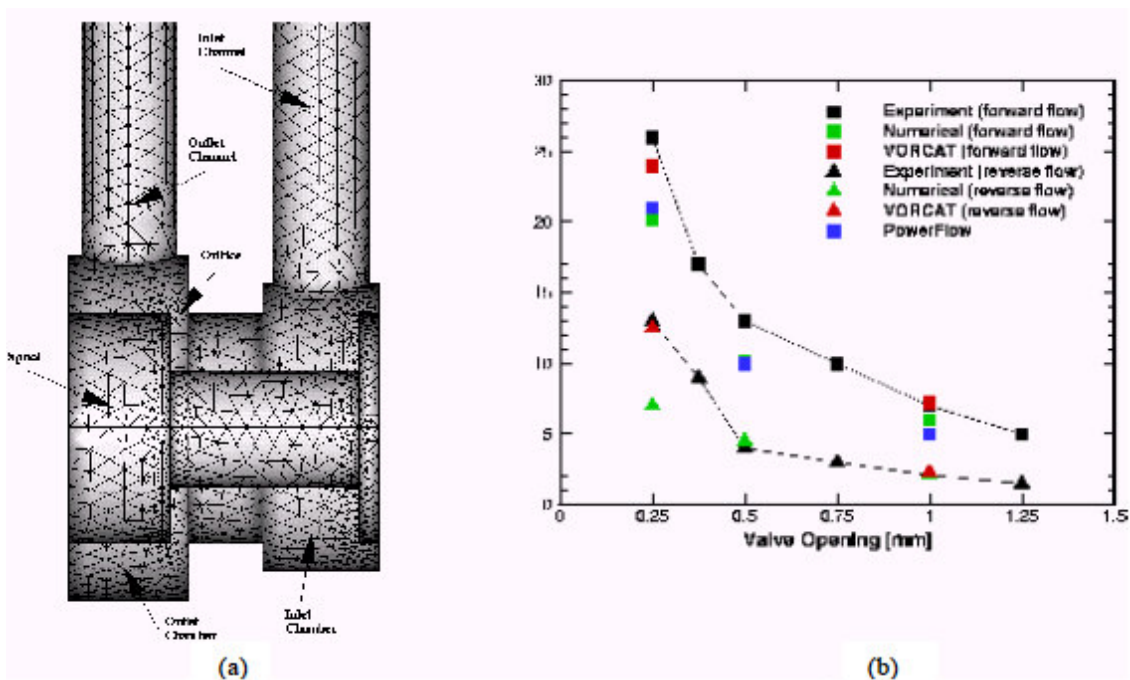 Inlet
Channel
Outlet
Channel
Orifice
Outlet
Chamber
Inlet
Chamber
(a)
30
25
20
15
10
5
0
0
0.25
0.5
0.75
1
1.25
1.5
Valve Opening [mm]
Experiment (forward flow)
Numerical (forward flow)
VORCAT (forward flow)
Experiment (reverse flow)
Numerical (reverse flow)
VORCAT (reverse flow)
PowerFlow
(b)